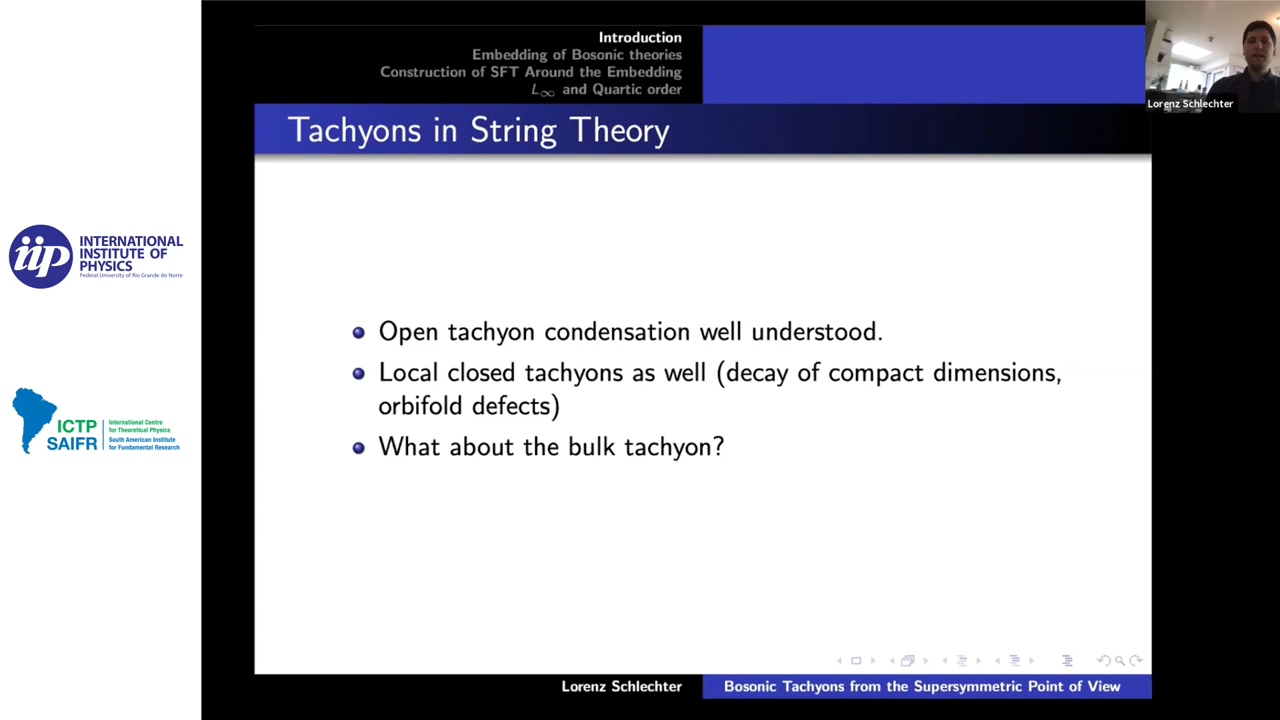 Introduction
Embedding of Bosonic theories
Construction of SFT Around the Embedding
L∞ and Quartic order
Lorenz Schlechter
Tachyons in String Theory
iip
INTERNATIONAL
INSTITUTE OF
PHYSICS
Federal University of Rio Grande do Norte
Open tachyon condensation well understood.
Local closed tachyons as well (decay of compact dimensions,
orbifold defects)
What about the bulk tachyon?
ICTP
SAIFR
International Centre
for Theoretical Physics
South American Institute
for Fundamental Research
Lorenz Schlechter
Bosonic Tachyons from the Supersymmetric Point of View